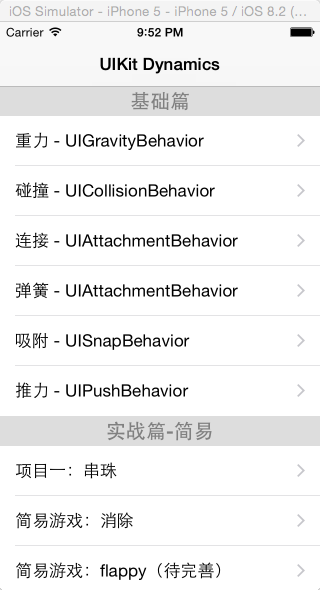 iOS Simulator - iPhone 5 - iPhone 5 / iOS 8.2 (...
Carrier 9:52 PM
UIKit Dynamics
基础篇
重力 - UIGravityBehavior
碰撞 - UICollisionBehavior
连接 - UIAttachmentBehavior
弹簧 - UIAttachmentBehavior
吸附 - UISnapBehavior
推力 - UIPushBehavior
实战篇-简易
项目一：串珠
简易游戏：消除
简易游戏：flappy（待完善）